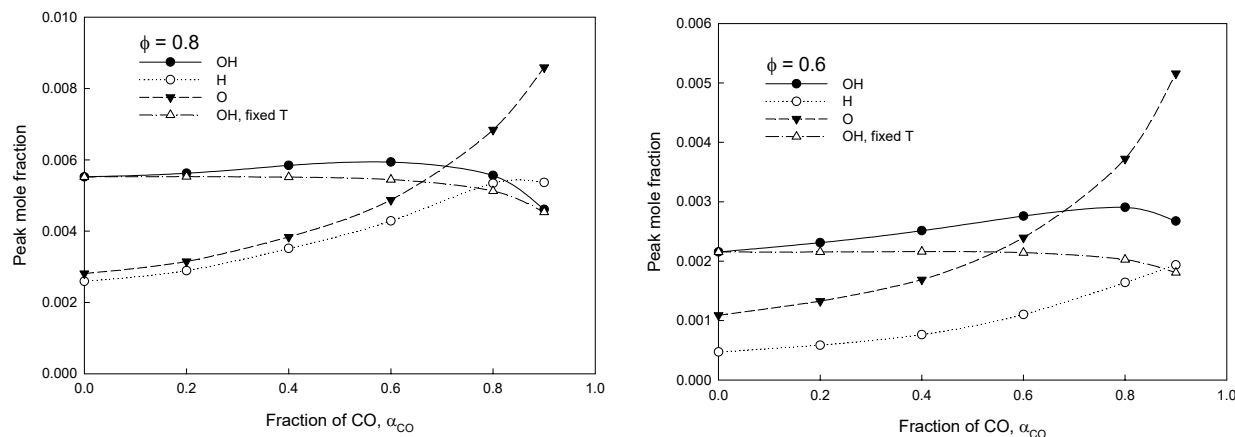 0.010
0.008
0.006
0.004
0.002
0.000
Peak mole fraction
ϕ = 0.8
OH
H
O
OH, fixed T
0.0 0.2 0.4 0.6 0.8 1.0
Fraction of CO, αCO
0.006
0.005
0.004
0.003
0.002
0.001
0.000
Peak mole fraction
ϕ = 0.6
OH
H
O
OH, fixed T
0.0 0.2 0.4 0.6 0.8 1.0
Fraction of CO, αCO